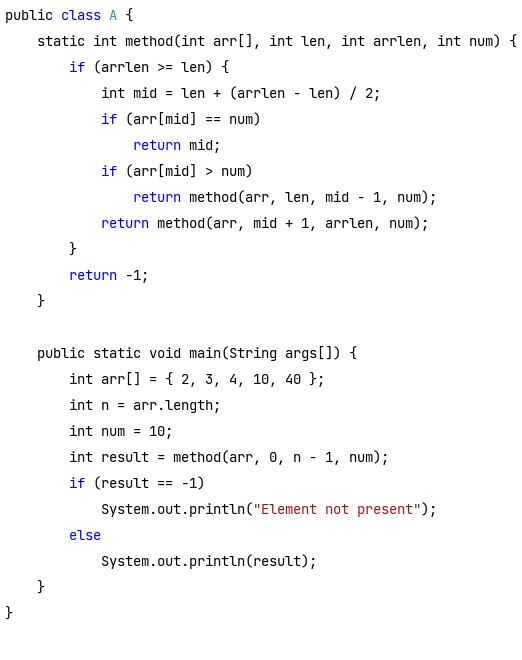 public class A {
    static int method(int arr[], int len, int arrlen, int num) {
        if (arrlen >= len) {
            int mid = len + (arrlen - len) / 2;
            if (arr[mid] == num)
                return mid;
            if (arr[mid] > num)
                return method(arr, len, mid - 1, num);
            return method(arr, mid + 1, arrlen, num);
        }
        return -1;
    }

    public static void main(String args[]) {
        int arr[] = { 2, 3, 4, 10, 40 };
        int n = arr.length;
        int num = 10;
        int result = method(arr, 0, n - 1, num);
        if (result == -1)
            System.out.println("Element not present");
        else
            System.out.println(result);
    }
}